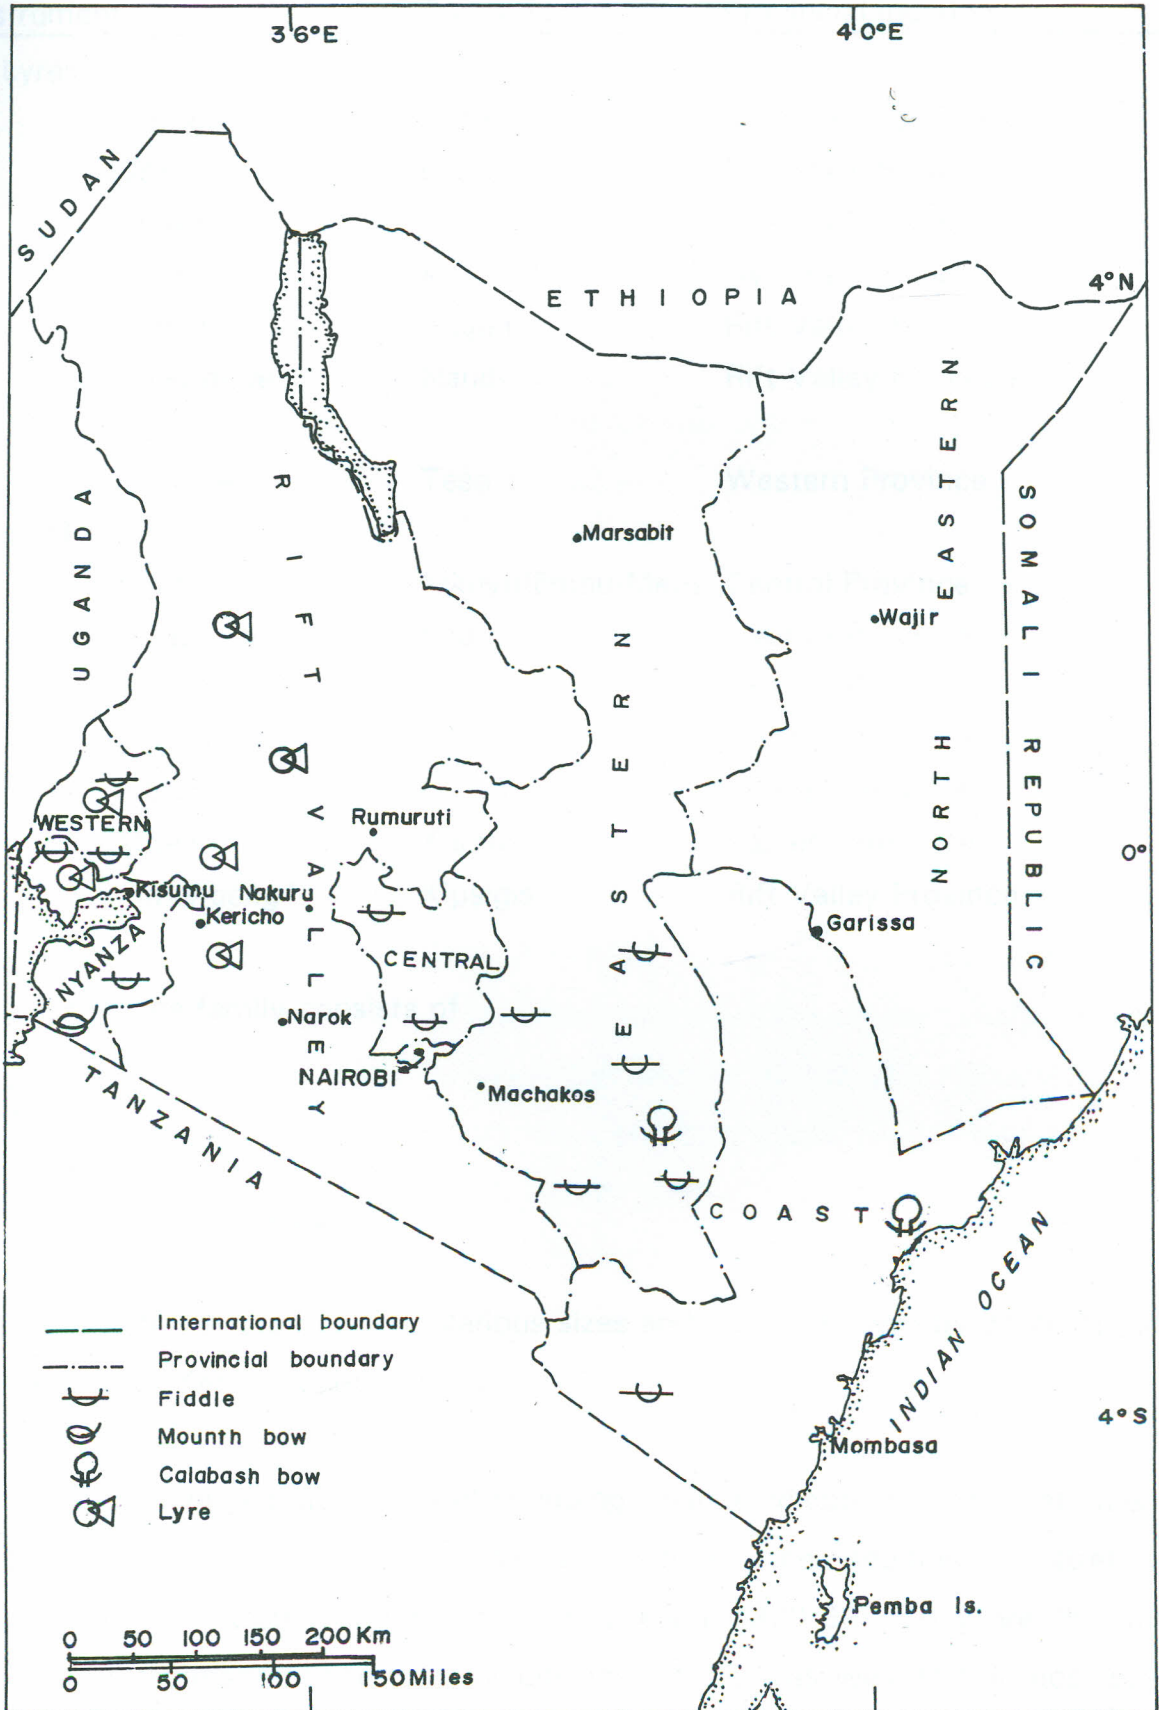 36°E
40°E
SUDAN
ETHIOPIA
4°N
UGANDA
RIFT VALLEY
Marsabit
NORTH EASTERN
SOMALI REPUBLIC
Wajir
EASTERN
WESTERN
Rumuruti
0°
Kisumu
Nakuru
Kericho
Garissa
NYANZA
CENTRAL
Narok
NAIROBI
Machakos
TANZANIA
COAST
INDIAN OCEAN
International boundary
Provincial boundary
Fiddle
Mounth bow
Calabash bow
Lyre
4°S
Mombasa
Pemba Is.
0 50 100 150 200 Km
0 50 100 150 Miles